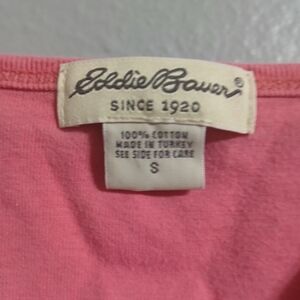 Eddie Bauer®
SINCE 1920
100% COTTON
MADE IN TURKEY
SEE SIDE FOR CARE
S